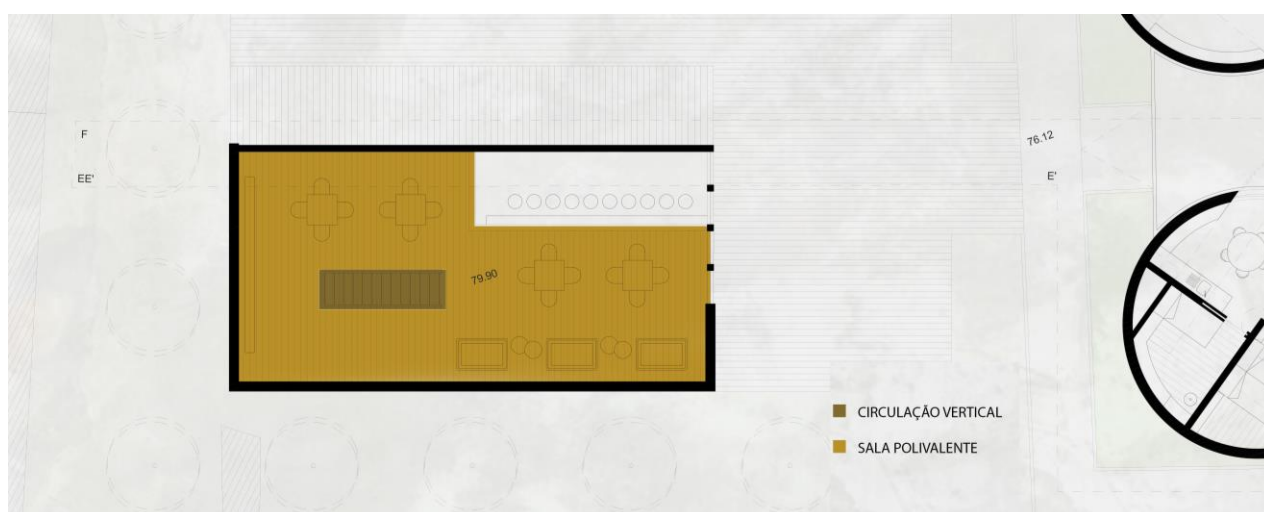 F
76.12
EE'
E'
79.90
CIRCULAÇÃO VERTICAL
SALA POLIVALENTE